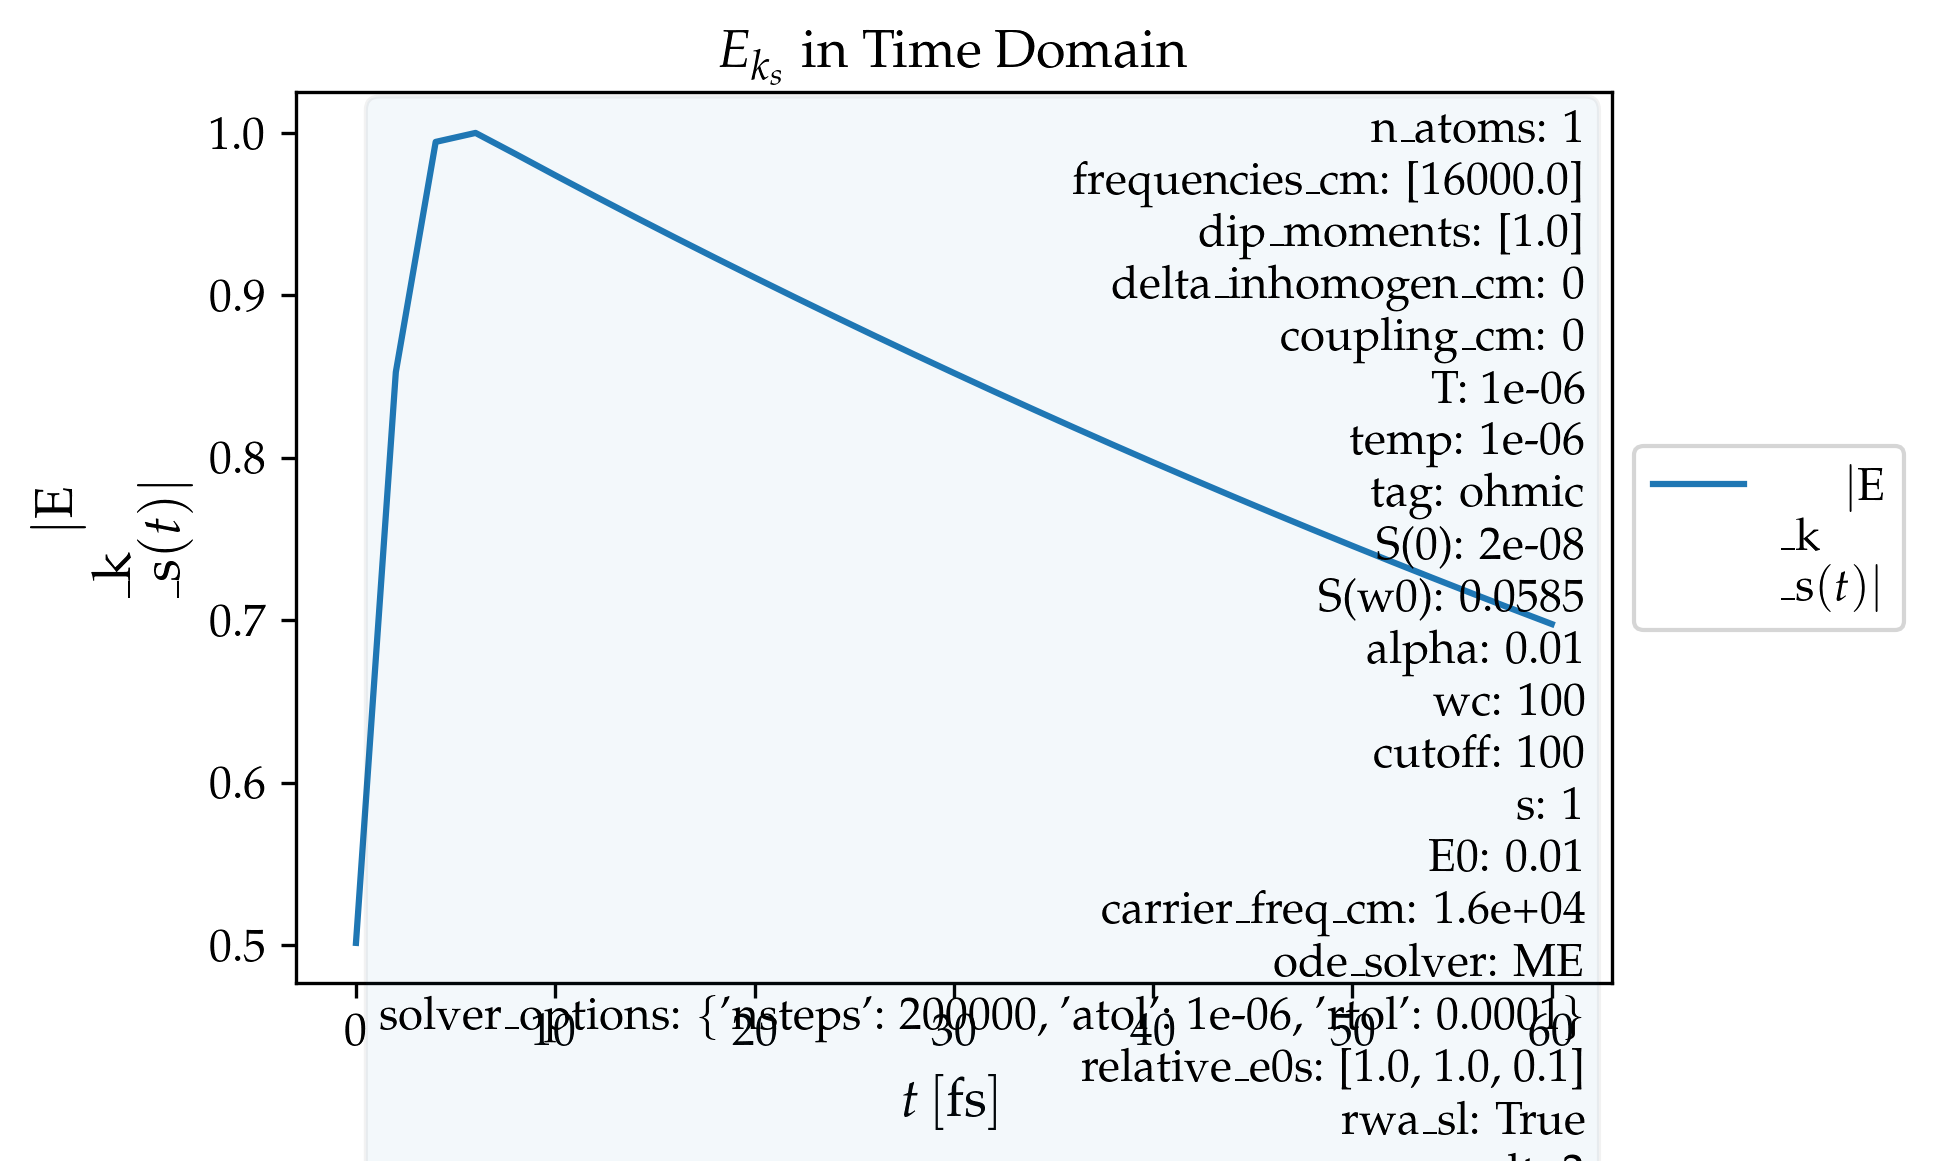 E_{k_s} in Time Domain
1.0
0.9
0.8
0.7
0.6
0.5
|E
_k
_s(t)|
n_atoms: 1
frequencies_cm: [16000.0]
dip_moments: [1.0]
delta_inhomogen_cm: 0
coupling_cm: 0
T: 1e-06
temp: 1e-06
tag: ohmic
S(0): 2e-08
S(w0): 0.0585
alpha: 0.01
wc: 100
cutoff: 100
s: 1
E0: 0.01
carrier_freq_cm: 1.6e+04
ode_solver: ME
solver_options: {'nsteps': 200000, 'atol': 1e-06, 'rtol': 0.0001}
relative_e0s: [1.0, 1.0, 0.1]
rwa_sl: True
0 10 20 30 40 50 60
t [fs]
|E
_k
_s(t)|